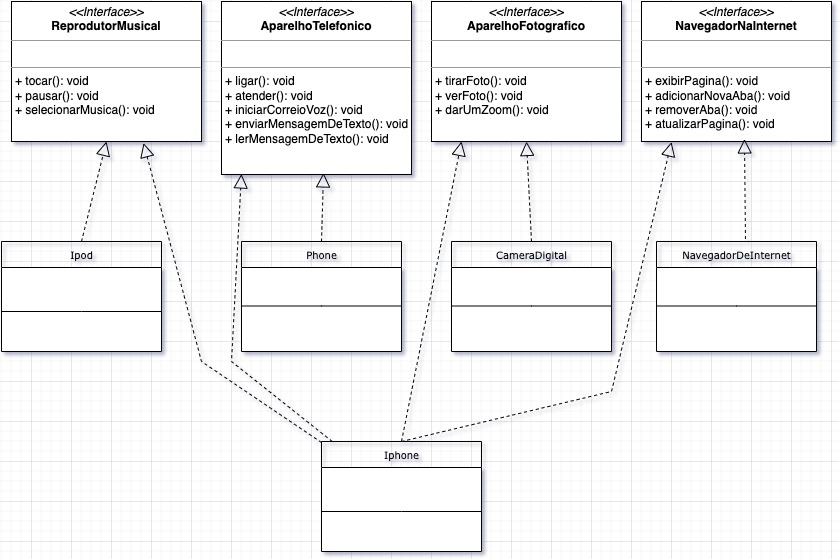 <<Interface>>
ReprodutorMusical
+ tocar(): void
+ pausar(): void
+ selecionarMusica(): void
<<Interface>>
AparelhoTelefonico
+ ligar(): void
+ atender(): void
+ iniciarCorreioVoz(): void
+ enviarMensagemDeTexto(): void
+ lerMensagemDeTexto(): void
<<Interface>>
AparelhoFotografico
+ tirarFoto(): void
+ verFoto(): void
+ darUmZoom(): void
<<Interface>>
NavegadorNaInternet
+ exibirPagina(): void
+ adicionarNovaAba(): void
+ removerAba(): void
+ atualizarPagina(): void
Ipod
Phone
CameraDigital
NavegadorDeInternet
Iphone